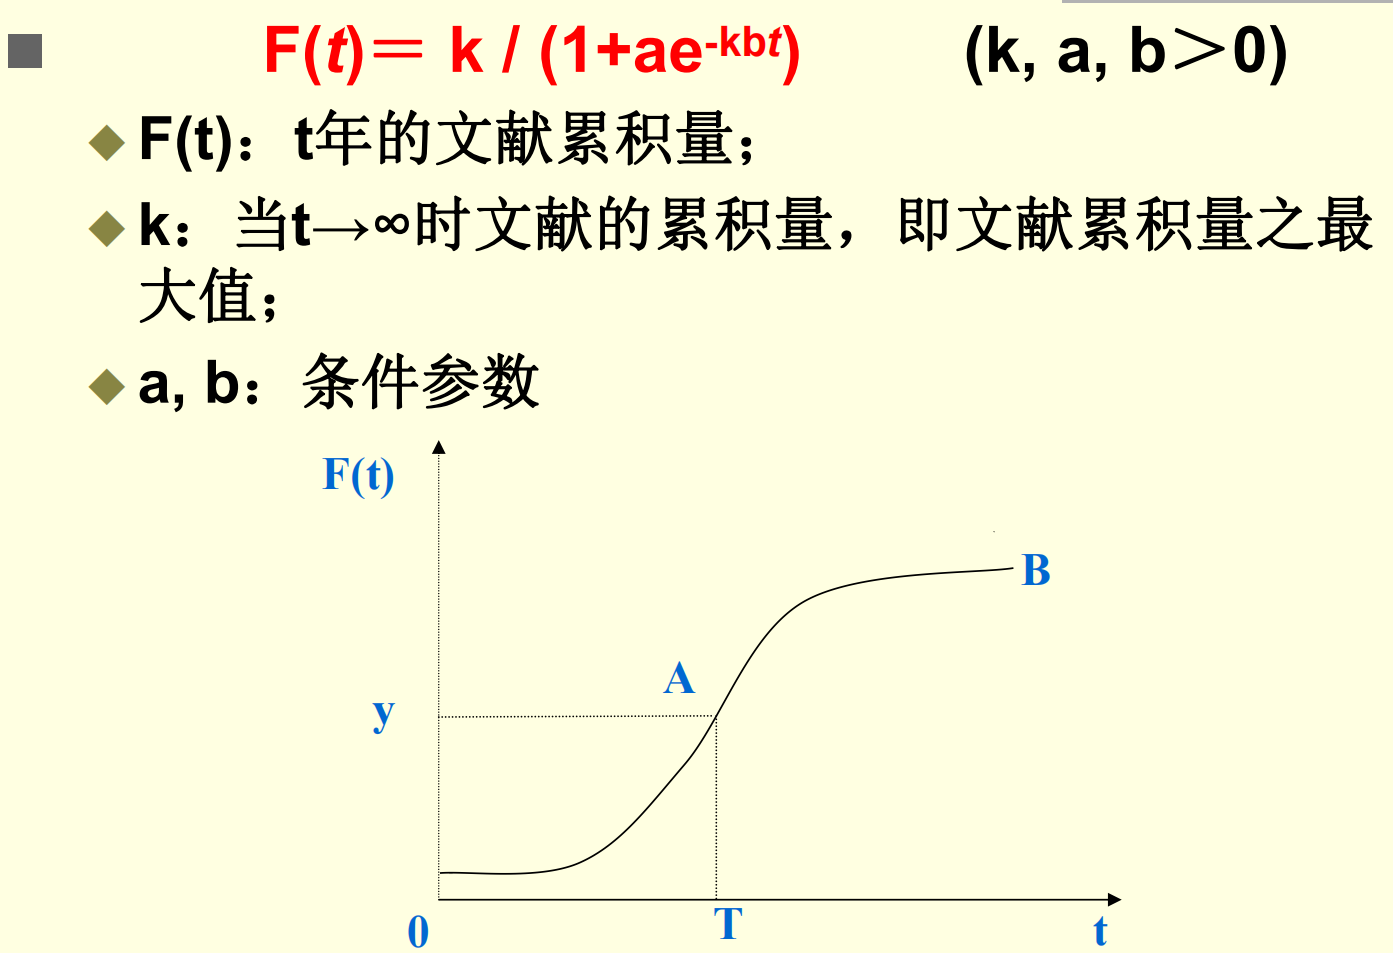 F(t)＝ k / (1+ae-kbt) (k, a, b＞0)
F(t)：t年的文献累积量；
k：当t→∞时文献的累积量，即文献累积量之最
大值；
a, b：条件参数
F(t)
B
A
y
0
T
t